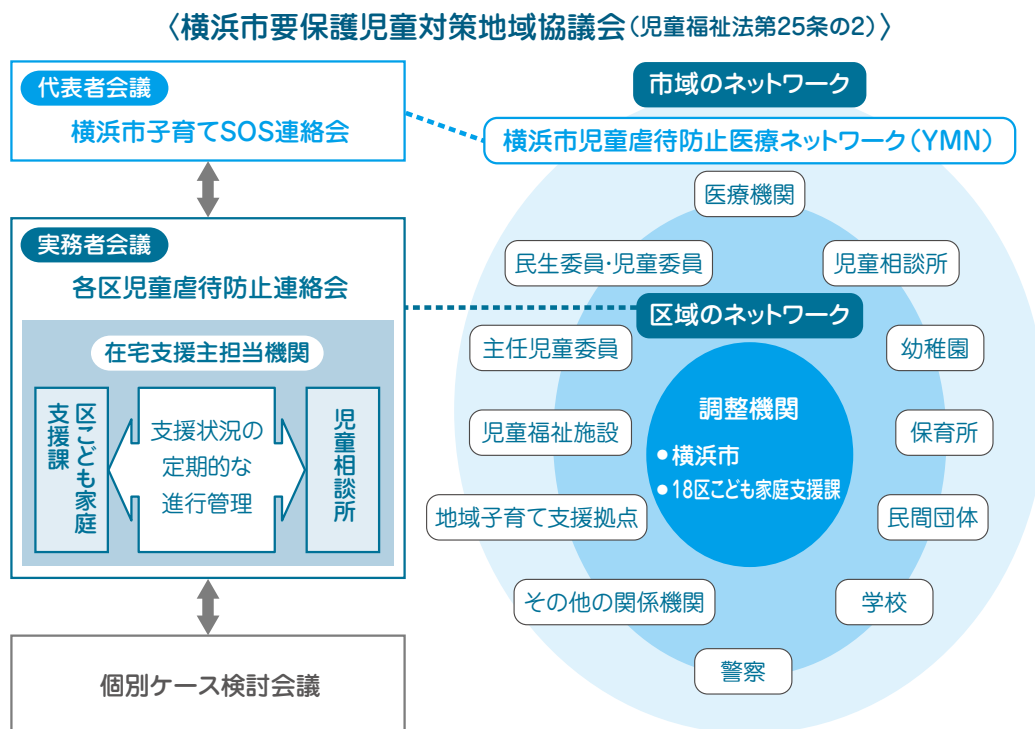 〈横浜市要保護児童対策地域協議会(児童福祉法第25条の2)〉
代表者会議
横浜市子育てSOS連絡会
実務者会議
各区児童虐待防止連絡会
在宅支援主担当機関
区こども家庭
支援課
支援状況の
定期的な
進行管理
児童相談所
個別ケース検討会議
市域のネットワーク
横浜市児童虐待防止医療ネットワーク(YMN)
医療機関
民生委員・児童委員
児童相談所
区域のネットワーク
主任児童委員
幼稚園
調整機関
児童福祉施設
保育所
●横浜市
●18区こども家庭支援課
地域子育て支援拠点
民間団体
その他の関係機関
学校
警察